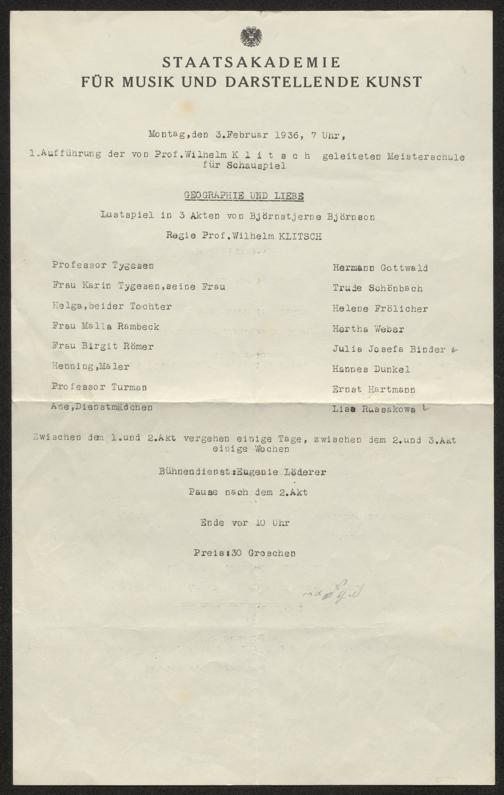 STAATSAKADEMIE
FÜR MUSIK UND DARSTELLENDE KUNST
Montag,den 3.Februar 1936, 7 Uhr,
1.Aufführung der von Prof.Wilhelm K l i t s c h geleiteten Meisterschule
für Schauspiel
GEOGRAPHIE UND LIEBE
Lustspiel in 3 Akten von Björnstjerne Björnson
Regie Prof.Wilhelm KLITSCH
Professor Tygesen Hermann Gottwald
Frau Karin Tygesen,seine Frau Trude Schönbach
Helga,beider Tochter Helene Frölicher
Frau Malla Rambeck Hertha Weber
Frau Birgit Römer Julia Josefa Binder
Henning,Maler Hannes Dunkel
Professor Turman Ernst Hartmann
Ane,Dienstmädchen Lisa Russakowa
Zwischen dem 1.und 2.Akt vergehen einige Tage, zwischen dem 2.und 3.Akt
einige Wochen
Bühnendienst:Eugenie Löderer
Pause nach dem 2.Akt
Ende vor 10 Uhr
Preis:30 Groschen